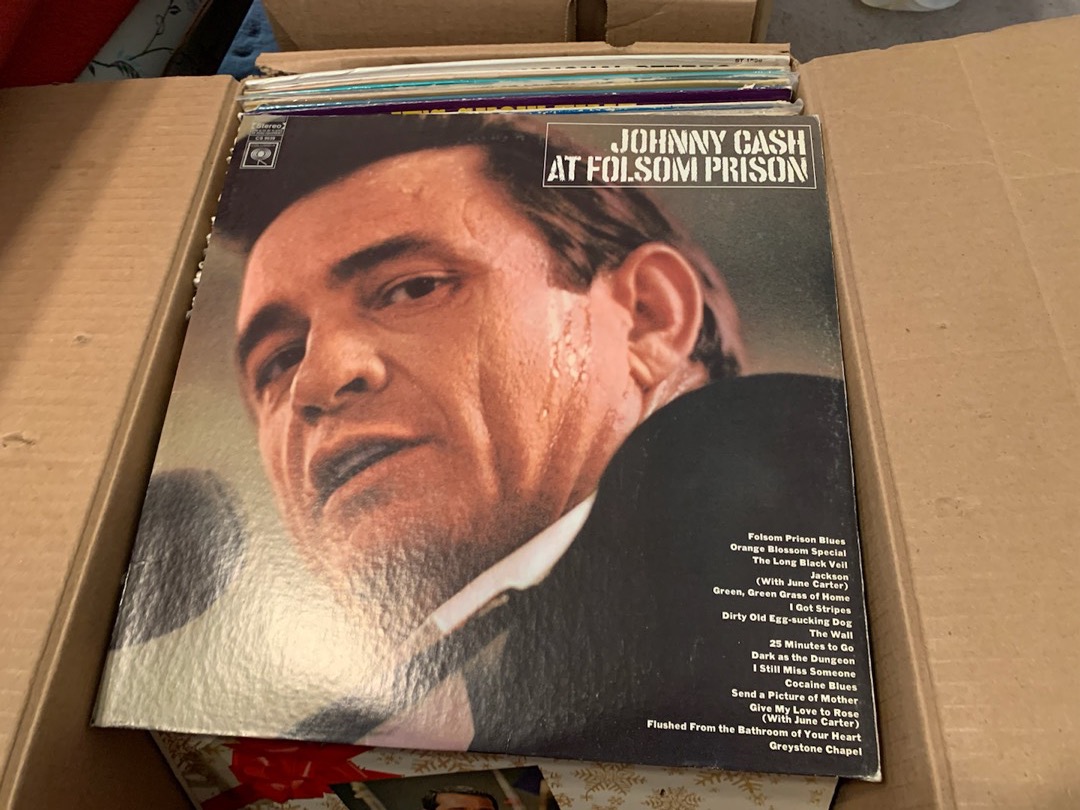 Stereo
CS 9639
JOHNNY CASH
AT FOLSOM PRISON
Folsom Prison Blues
Orange Blossom Special
The Long Black Veil
Jackson
(With June Carter)
Green, Green Grass of Home
I Got Stripes
Dirty Old Egg-sucking Dog
The Wall
25 Minutes to Go
Dark as the Dungeon
I Still Miss Someone
Cocaine Blues
Send a Picture of Mother
Give My Love to Rose
(With June Carter)
Flushed From the Bathroom of Your Heart
Greystone Chapel